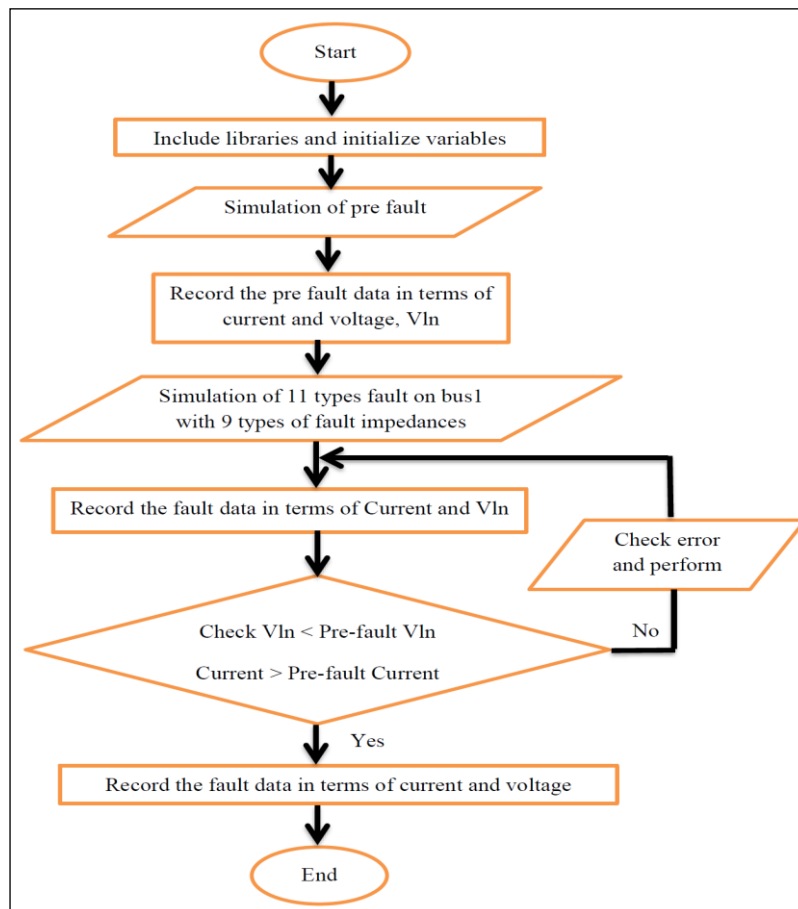 Start
Include libraries and initialize variables
Simulation of pre fault
Record the pre fault data in terms of
current and voltage, Vln
Simulation of 11 types fault on bus1
with 9 types of fault impedances
Record the fault data in terms of Current and Vln
Check error
and perform
Check Vln < Pre-fault Vln
Current > Pre-fault Current
No
Yes
Record the fault data in terms of current and voltage
End